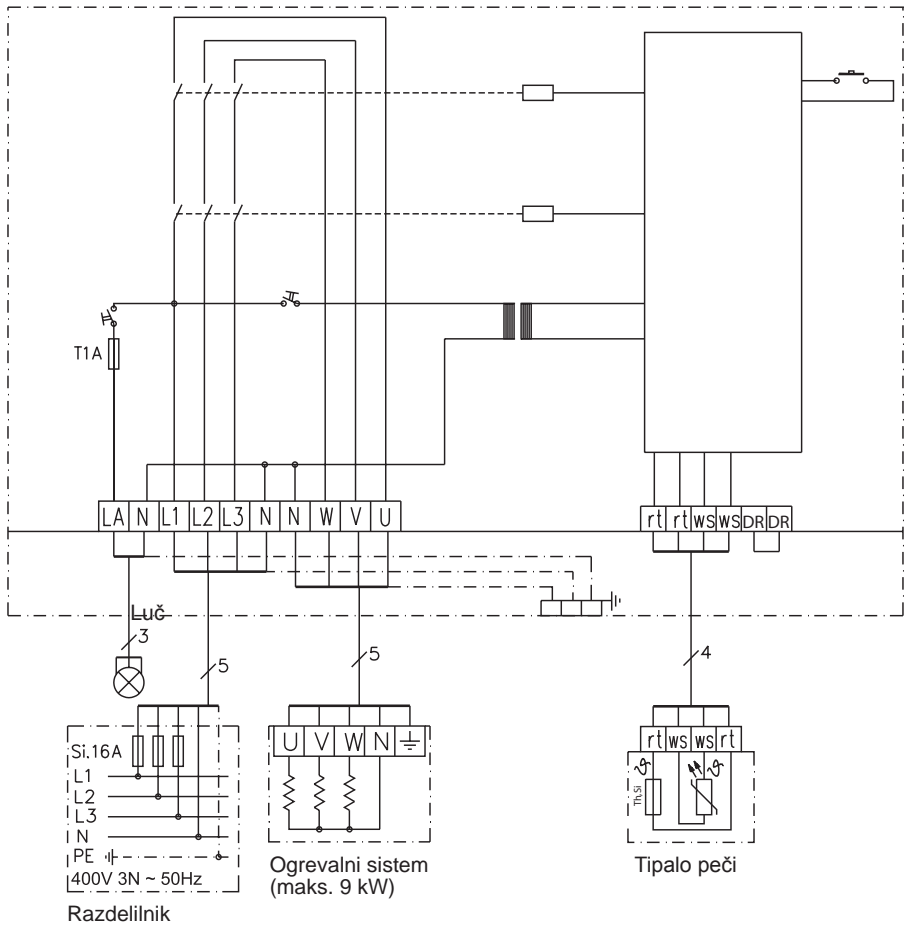 T1A
LA N L1 L2 L3 N N W V U
rt rt ws ws DR DR
Luč
3
5
5
4
Si.16A
L1
L2
L3
N
PE
400V 3N ~ 50Hz
Razdelilnik
U V W N
Ogrevalni sistem
(maks. 9 kW)
rt ws ws rt
Th,Si
ϑ
ϑ
Tipalo peči